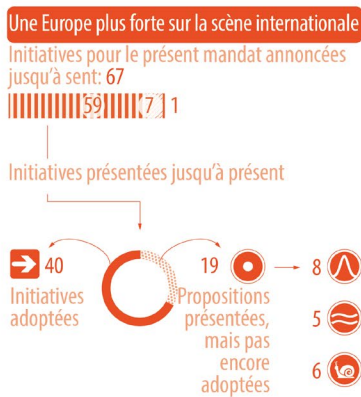 Une Europe plus forte sur la scène internationale
Initiatives pour le présent mandat annoncées
jusqu'à sent: 67
59 7 1
Initiatives présentées jusqu'à présent
40
Initiatives
adoptées
19
Propositions
présentées,
mais pas
encore
adoptées
8
5
6